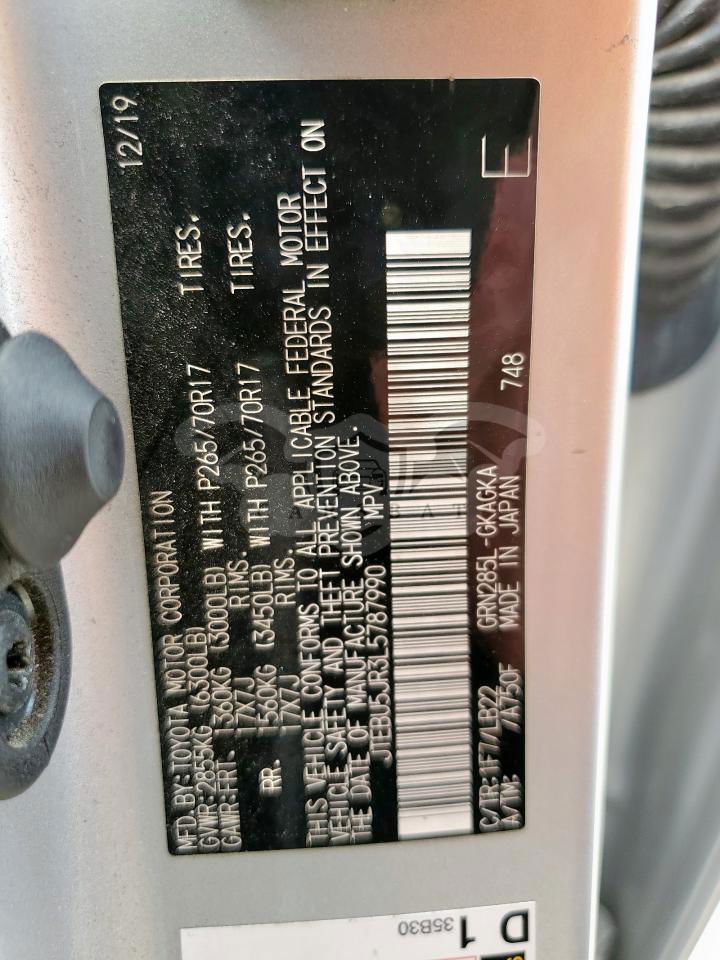 MFD.BY:TOYOTA MOTOR CORPORATION 12/19
GVWR:2855KG (6300LB)
GAWR:FRT. 1360KG (3000LB) WITH P265/70R17 TIRES.
17X7J RIMS.
RR. 1560KG (3450LB) WITH P265/70R17 TIRES.
17X7J RIMS.
THIS VEHICLE CONFORMS TO ALL APPLICABLE FEDERAL MOTOR
VEHICLE SAFETY AND THEFT PREVENTION STANDARDS IN EFFECT ON
THE DATE OF MANUFACTURE SHOWN ABOVE.
JTEBU5JR3L5787990 MPV
C/TR:1F7/LB22 GRN285L-GKAGKA
A/TM: /A750F MADE IN JAPAN 748
E
D 1
35B30